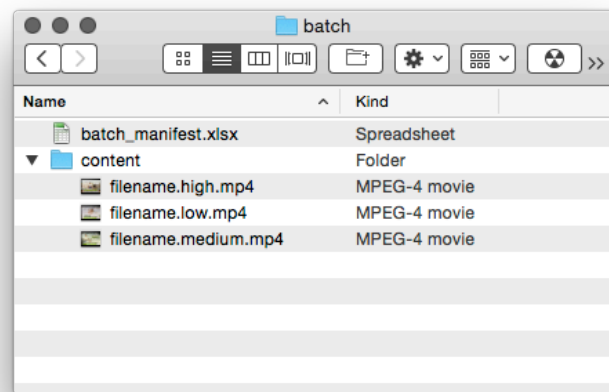 batch
Name Kind
batch_manifest.xlsx Spreadsheet
content Folder
filename.high.mp4 MPEG-4 movie
filename.low.mp4 MPEG-4 movie
filename.medium.mp4 MPEG-4 movie